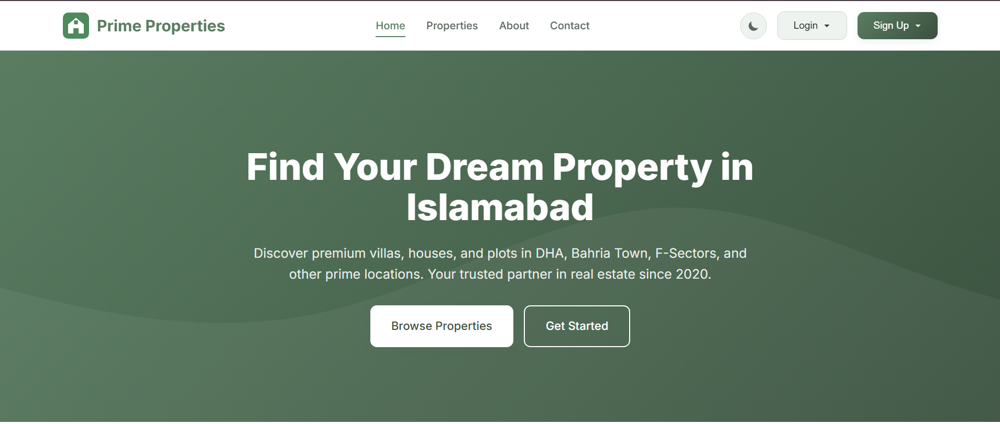 Prime Properties
Home Properties About Contact
Login
Sign Up
Find Your Dream Property in
Islamabad
Discover premium villas, houses, and plots in DHA, Bahria Town, F-Sectors, and
other prime locations. Your trusted partner in real estate since 2020.
Browse Properties
Get Started